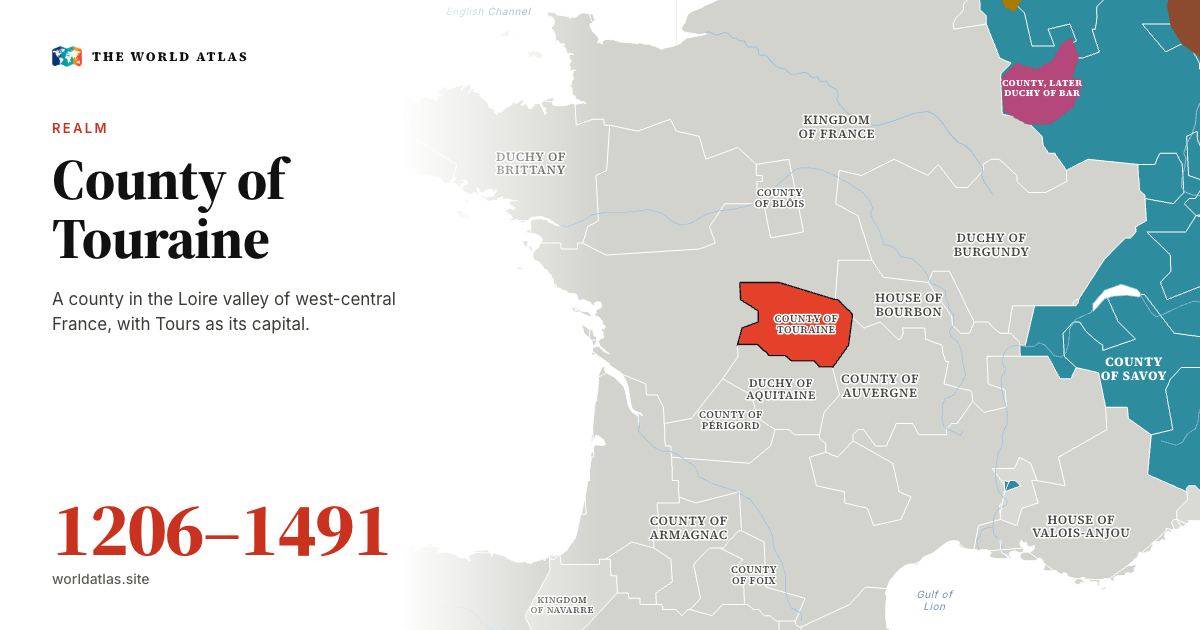 THE WORLD ATLAS
REALM
County of
Touraine
A county in the Loire valley of west-central
France, with Tours as its capital.
1206–1491
worldatlas.site
English Channel
COUNTY, LATER
DUCHY OF BAR
KINGDOM
OF FRANCE
DUCHY OF
BRITTANY
COUNTY
OF BLOIS
DUCHY OF
BURGUNDY
HOUSE OF
BOURBON
COUNTY OF
TOURAINE
COUNTY
OF SAVOY
DUCHY OF
AQUITAINE
COUNTY OF
AUVERGNE
COUNTY OF
PÉRIGORD
COUNTY OF
ARMAGNAC
HOUSE OF
VALOIS-ANJOU
COUNTY
OF FOIX
KINGDOM
OF NAVARRE
Gulf of
Lion